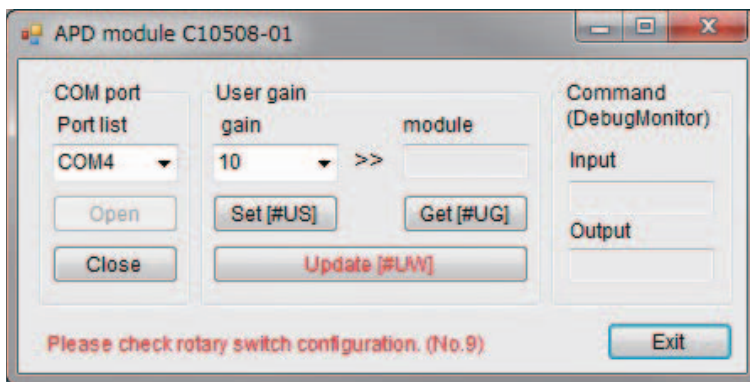 APD module C10508-01
COM port
Port list
COM4
Open
Close
User gain
gain
module
10
>>
Set [#US]
Get [#UG]
Update [#UW]
Command
(DebugMonitor)
Input
Output
Please check rotary switch configuration. (No.9)
Exit